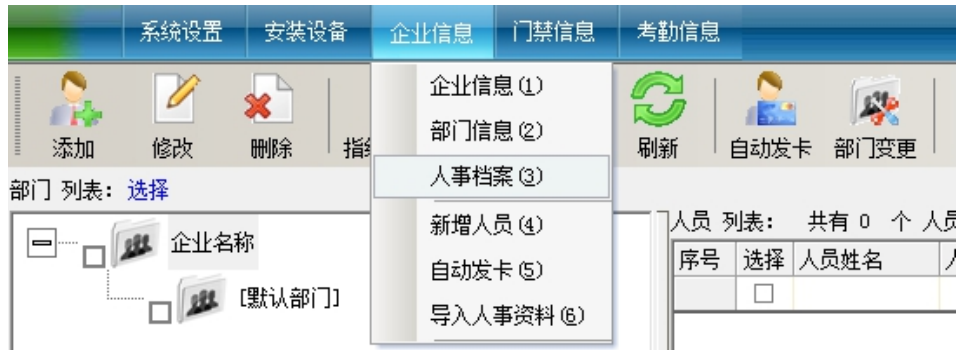 系统设置 安装设备 企业信息 门禁信息 考勤信息
添加 修改 删除 刷新 自动发卡 部门变更
企业信息(1)
部门信息(2)
人事档案(3)
新增人员(4)
自动发卡(5)
导入人事资料(6)
部门 列表: 选择
企业名称
[默认部门]
人员 列表: 共有 0 个 人员
序号 选择 人员姓名